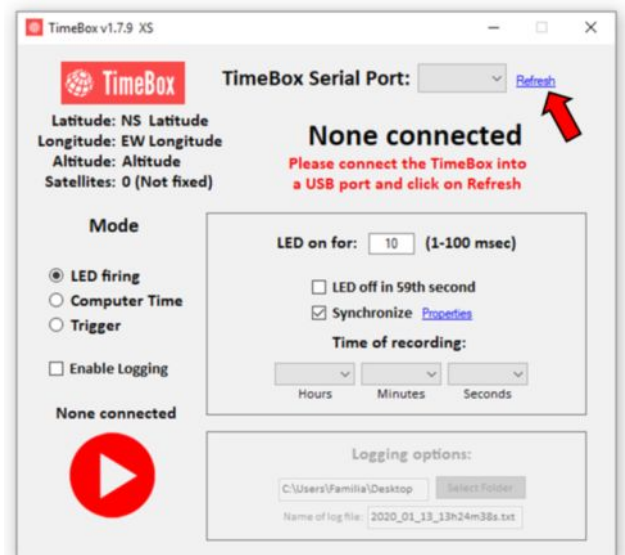 TimeBox v1.7.9 XS
TimeBox
TimeBox Serial Port:
Refresh
Latitude: NS Latitude
Longitude: EW Longitude
Altitude: Altitude
Satellites: 0 (Not fixed)
None connected
Please connect the TimeBox into
a USB port and click on Refresh
Mode
LED firing
Computer Time
Trigger
Enable Logging
None connected
LED on for: 10 (1-100 msec)
LED off in 59th second
Synchronize Properties
Time of recording:
Hours Minutes Seconds
Logging options:
C:\Users\Familia\Desktop Select Folder
Name of log file: 2020_01_13_13h24m38s.txt